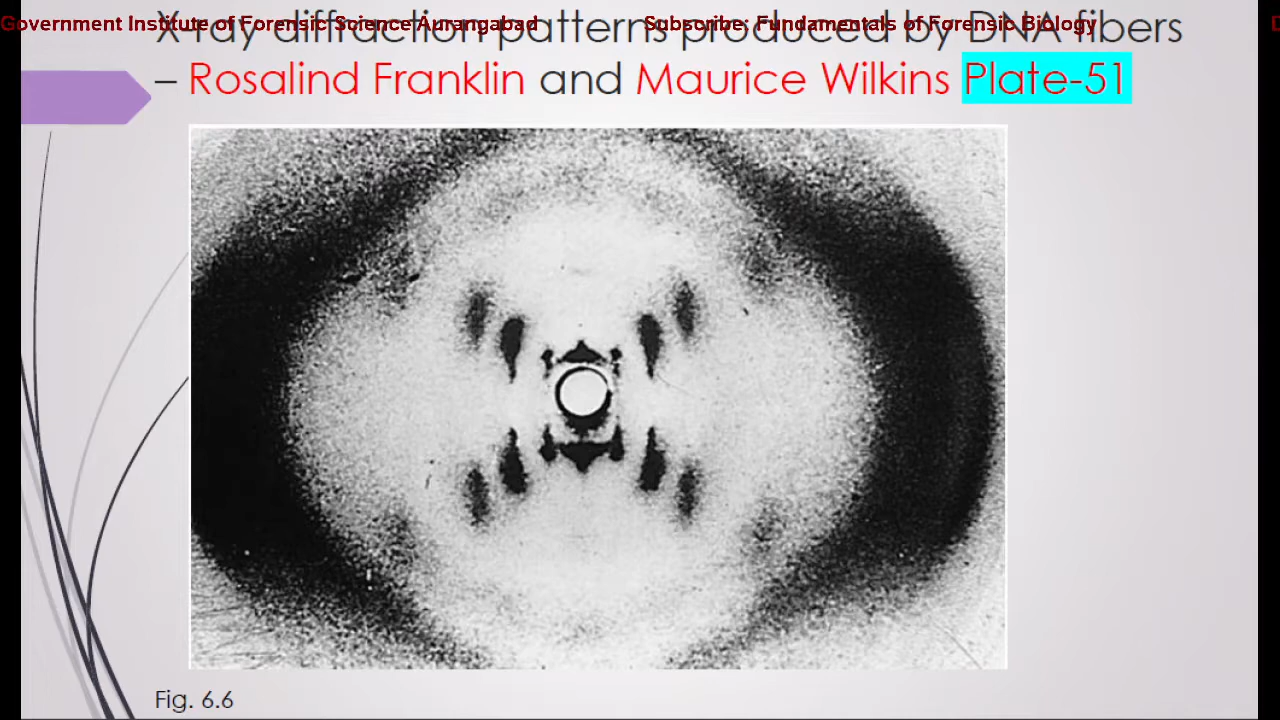 Government Institute of Forensic Science Aurangabad Subscribe: Fundamentals of Forensic Biology
X-ray diffraction patterns produced by DNA fibers
– Rosalind Franklin and Maurice Wilkins Plate-51
Fig. 6.6